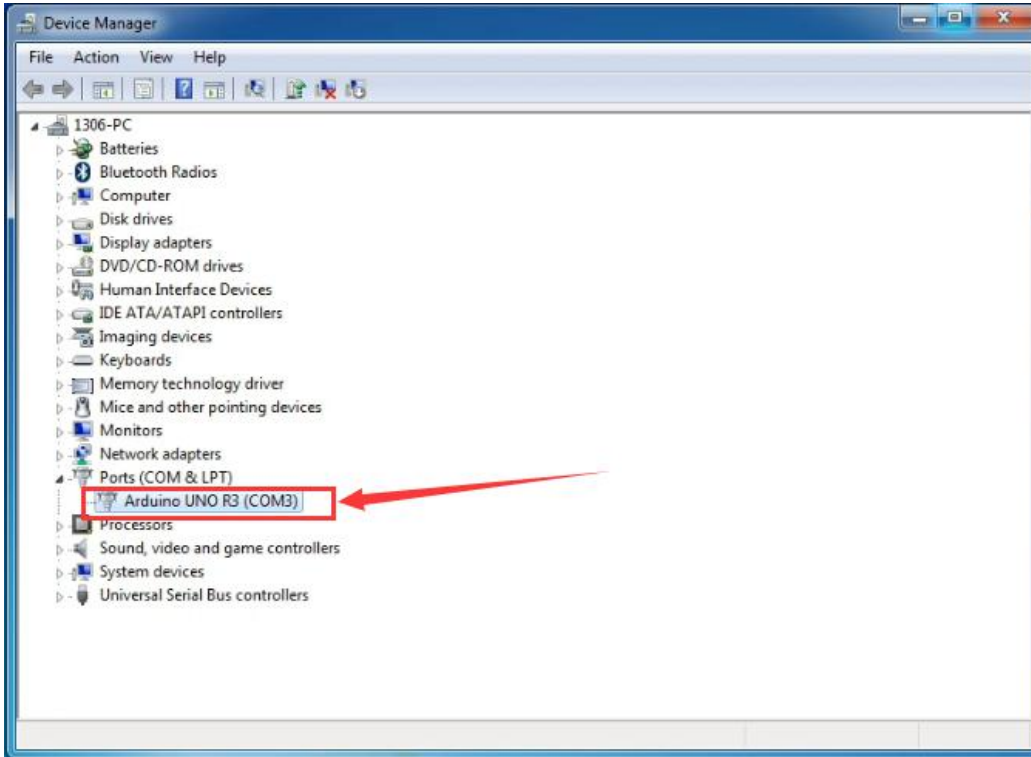 Device Manager
File Action View Help
1306-PC
Batteries
Bluetooth Radios
Computer
Disk drives
Display adapters
DVD/CD-ROM drives
Human Interface Devices
IDE ATA/ATAPI controllers
Imaging devices
Keyboards
Memory technology driver
Mice and other pointing devices
Monitors
Network adapters
Ports (COM & LPT)
Arduino UNO R3 (COM3)
Processors
Sound, video and game controllers
System devices
Universal Serial Bus controllers